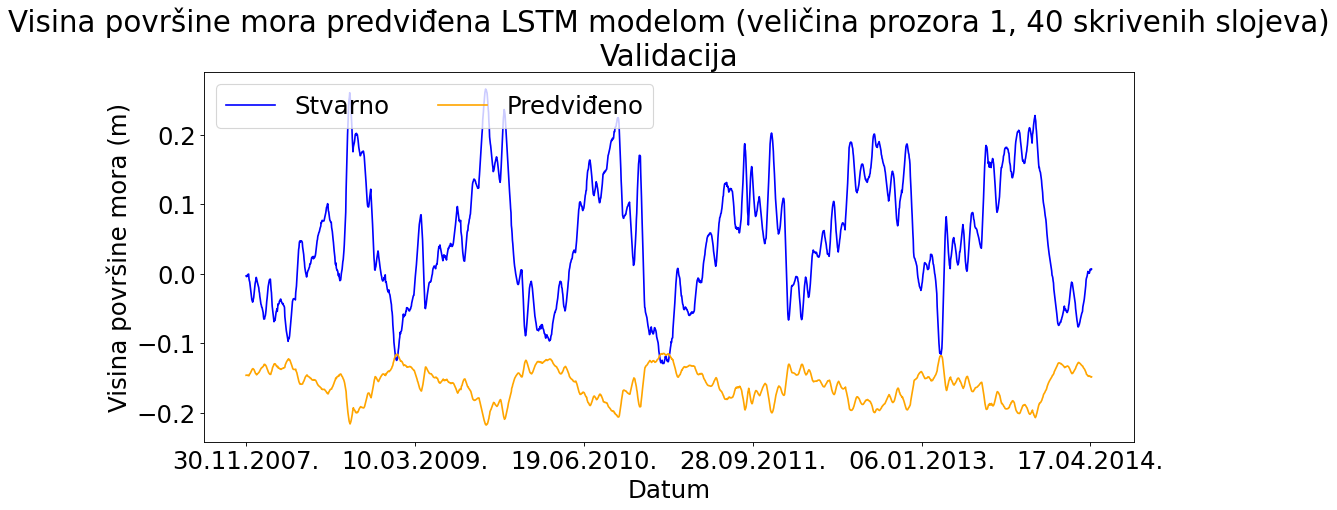 Visina površine mora predviđena LSTM modelom (veličina prozora 1, 40 skrivenih slojeva)
Validacija
Stvarno
Predviđeno
Visina površine mora (m)
0.2
0.1
0.0
−0.1
−0.2
30.11.2007.
10.03.2009.
19.06.2010.
28.09.2011.
06.01.2013.
17.04.2014.
Datum